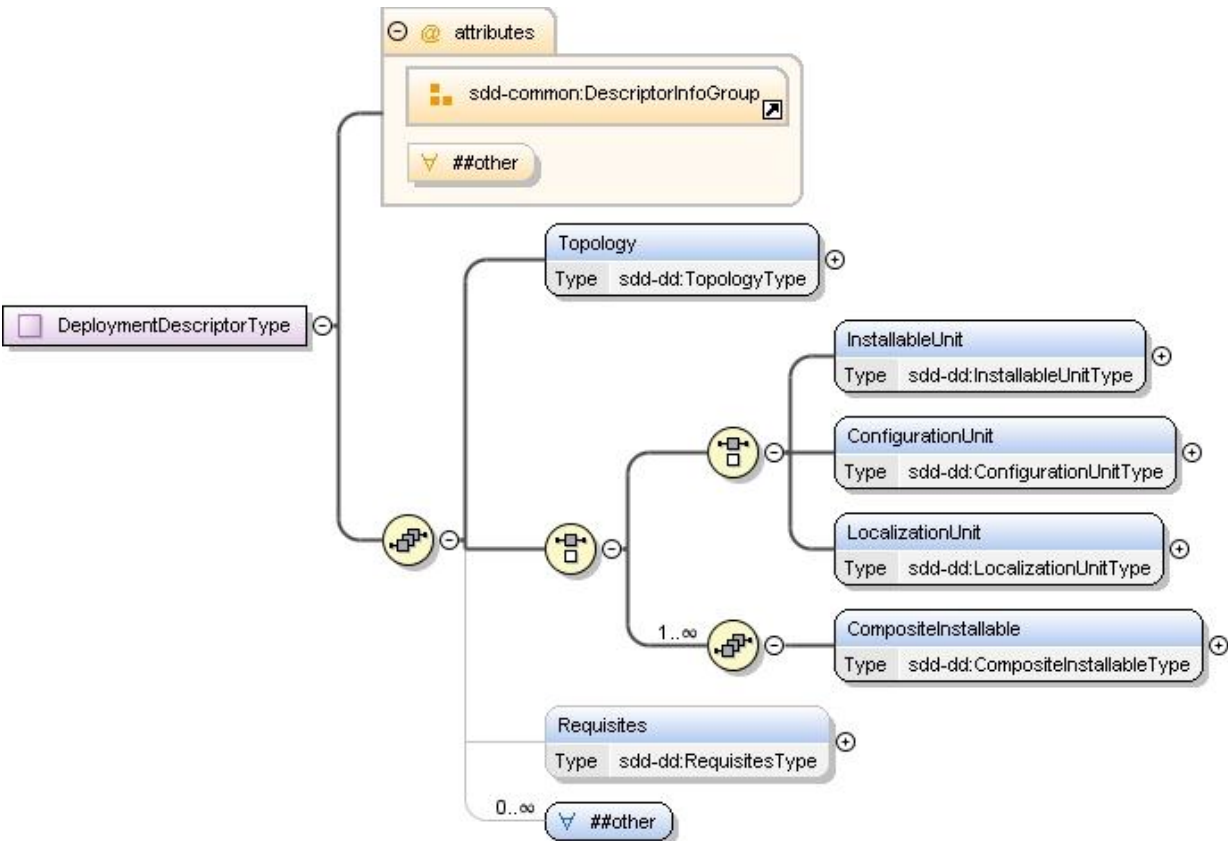 @ attributes
sdd-common:DescriptorInfoGroup
∀ ##other
Topology
Type sdd-dd:TopologyType
DeploymentDescriptorType
InstallableUnit
Type sdd-dd:InstallableUnitType
ConfigurationUnit
Type sdd-dd:ConfigurationUnitType
LocalizationUnit
Type sdd-dd:LocalizationUnitType
1..∞
CompositeInstallable
Type sdd-dd:CompositeInstallableType
Requisites
Type sdd-dd:RequisitesType
0..∞
∀ ##other